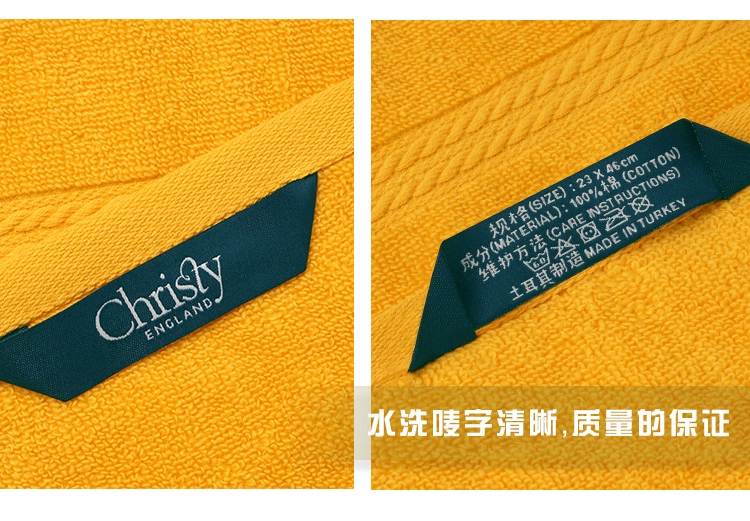 Christy
ENGLAND
规格(SIZE) : 23 X 46cm
成分(MATERIAL): 100%棉 (COTTON)
维护方法(CARE INSTRUCTIONS)
土耳其制造 MADE IN TURKEY
水洗唛字清晰,质量的保证